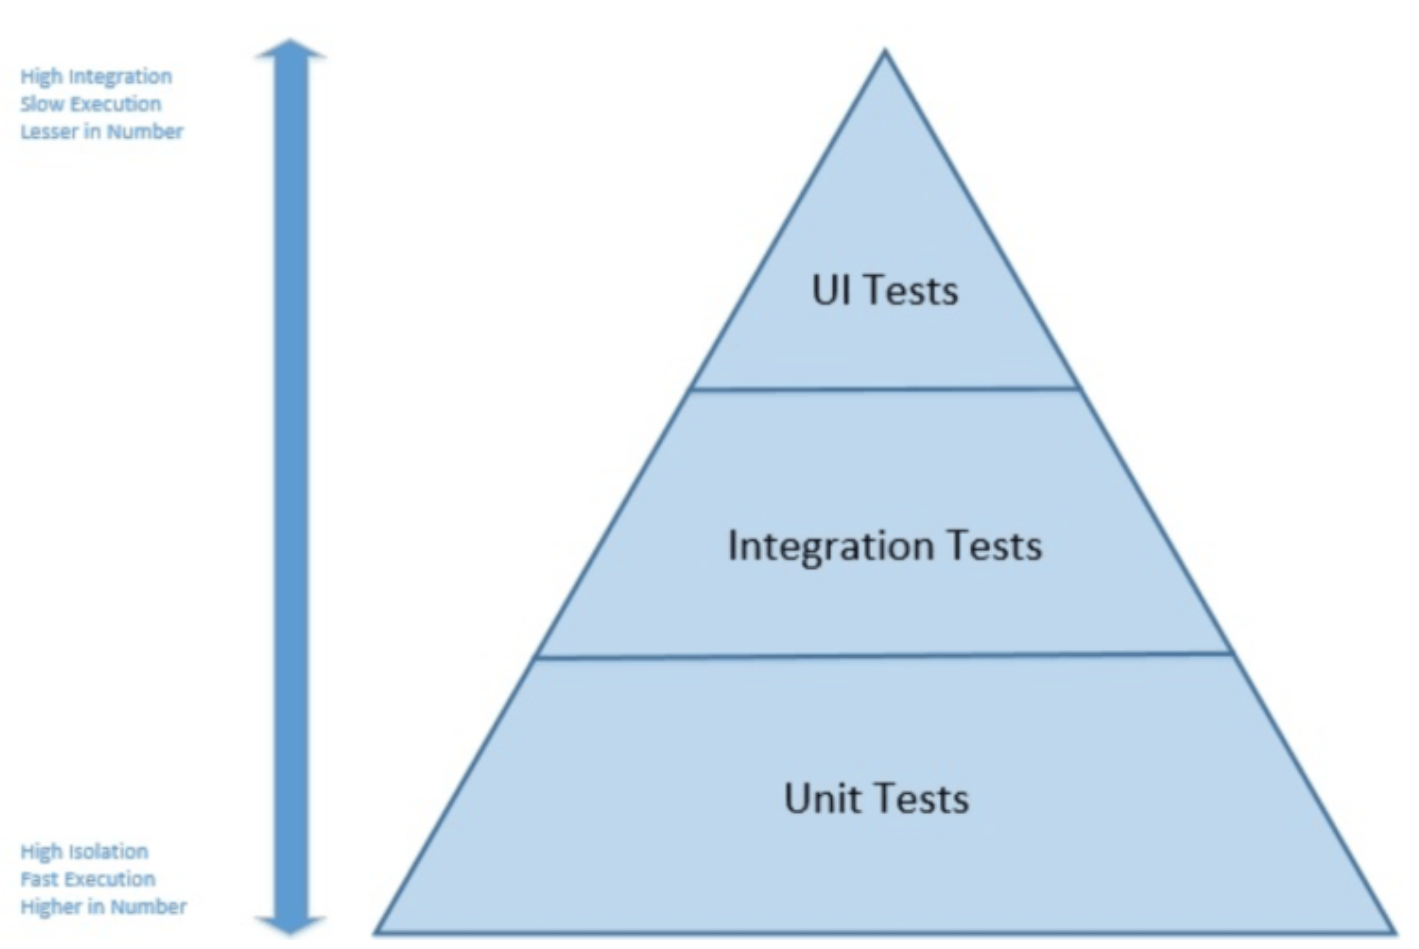 High Integration
Slow Execution
Lesser in Number
UI Tests
Integration Tests
Unit Tests
High Isolation
Fast Execution
Higher in Number